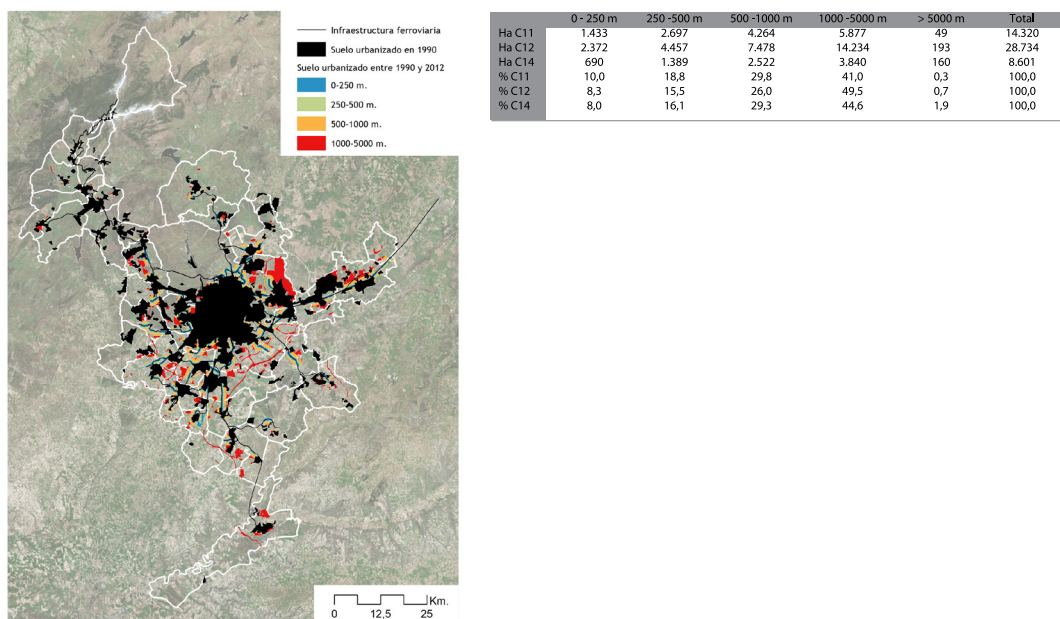 Infraestructura ferroviaria
Suelo urbanizado en 1990
Suelo urbanizado entre 1990 y 2012
0-250 m.
250-500 m.
500-1000 m.
1000-5000 m.
Km.
0 12,5 25
0 - 250 m 250 -500 m 500 -1000 m 1000 -5000 m > 5000 m Total
Ha C11 1.433 2.697 4.264 5.877 49 14.320
Ha C12 2.372 4.457 7.478 14.234 193 28.734
Ha C14 690 1.389 2.522 3.840 160 8.601
% C11 10,0 18,8 29,8 41,0 0,3 100,0
% C12 8,3 15,5 26,0 49,5 0,7 100,0
% C14 8,0 16,1 29,3 44,6 1,9 100,0